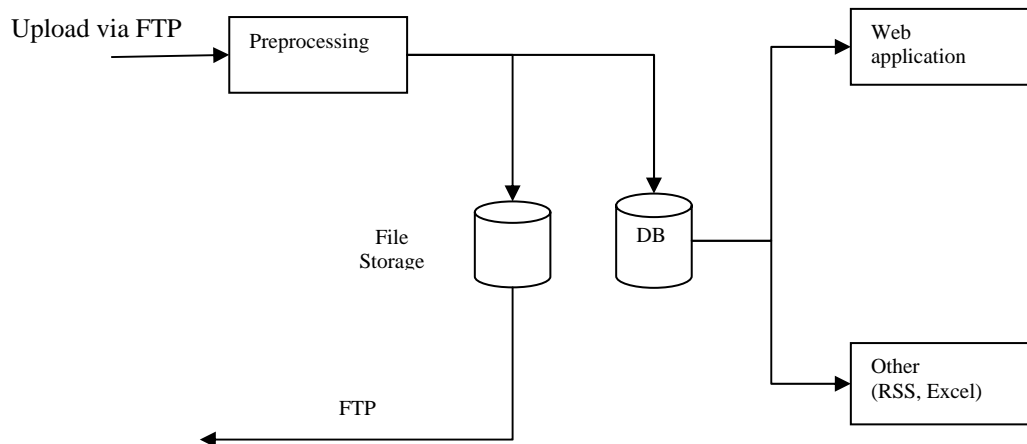 Upload via FTP
Preprocessing
Web
application
File
Storage
DB
Other
(RSS, Excel)
FTP